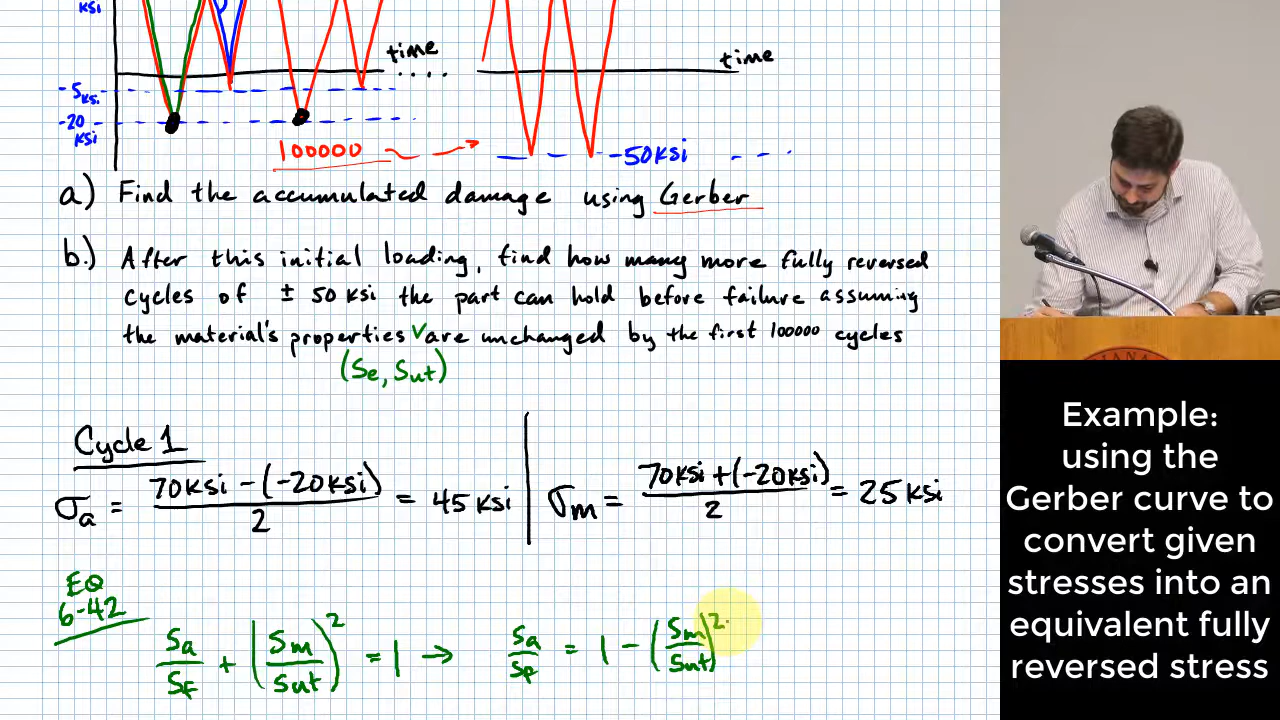 ksi
time
time
....
-5ksi
-20 ksi
100000
-50ksi
a.) Find the accumulated damage using Gerber
b.) After this initial loading, find how many more fully reversed
cycles of ± 50 ksi the part can hold before failure assuming
the material's properties are unchanged by the first 100000 cycles
(Se, Sut)
Cycle 1
σa = (70ksi - (-20ksi))/2 = 45 ksi
σm = (70ksi + (-20ksi))/2 = 25 ksi
EQ
6-42
Sa/Sf + (Sm/Sut)² = 1 → Sa/Sf = 1 - (Sm/Sut)²
Example:
using the
Gerber curve to
convert given
stresses into an
equivalent fully
reversed stress